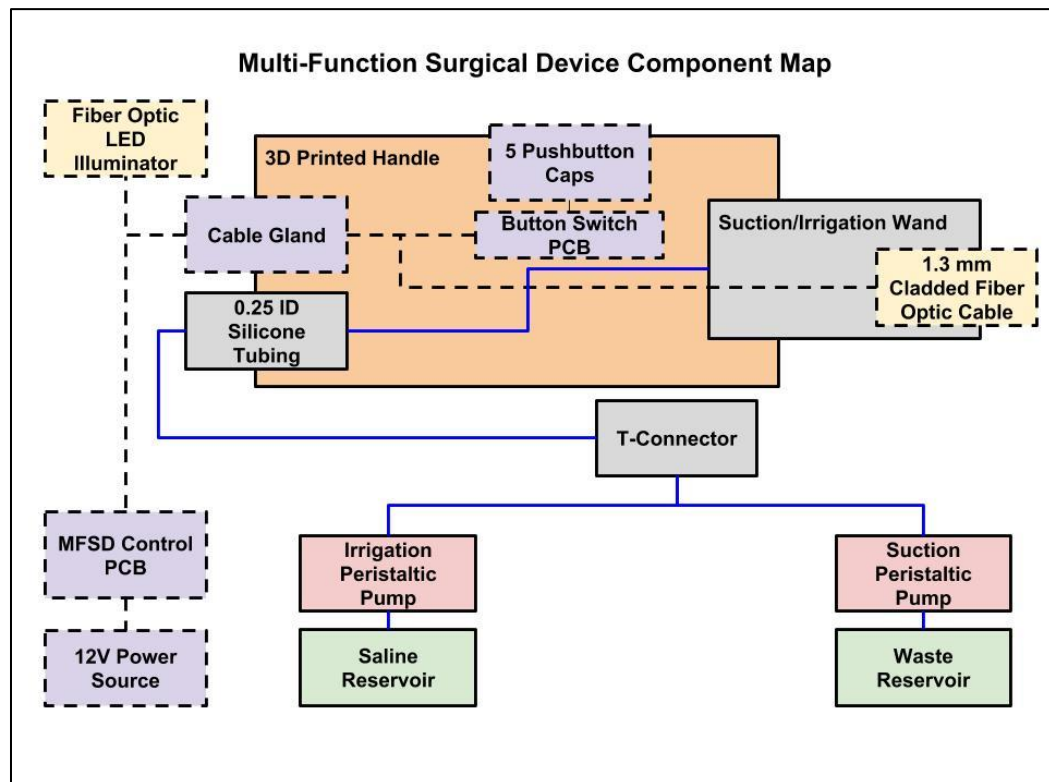 Multi-Function Surgical Device Component Map
Fiber Optic
LED
Illuminator
3D Printed Handle
5 Pushbutton
Caps
Cable Gland
Button Switch
PCB
Suction/Irrigation Wand
1.3 mm
Cladded Fiber
Optic Cable
0.25 ID
Silicone
Tubing
T-Connector
MFSD Control
PCB
Irrigation
Peristaltic
Pump
Suction
Peristaltic
Pump
12V Power
Source
Saline
Reservoir
Waste
Reservoir